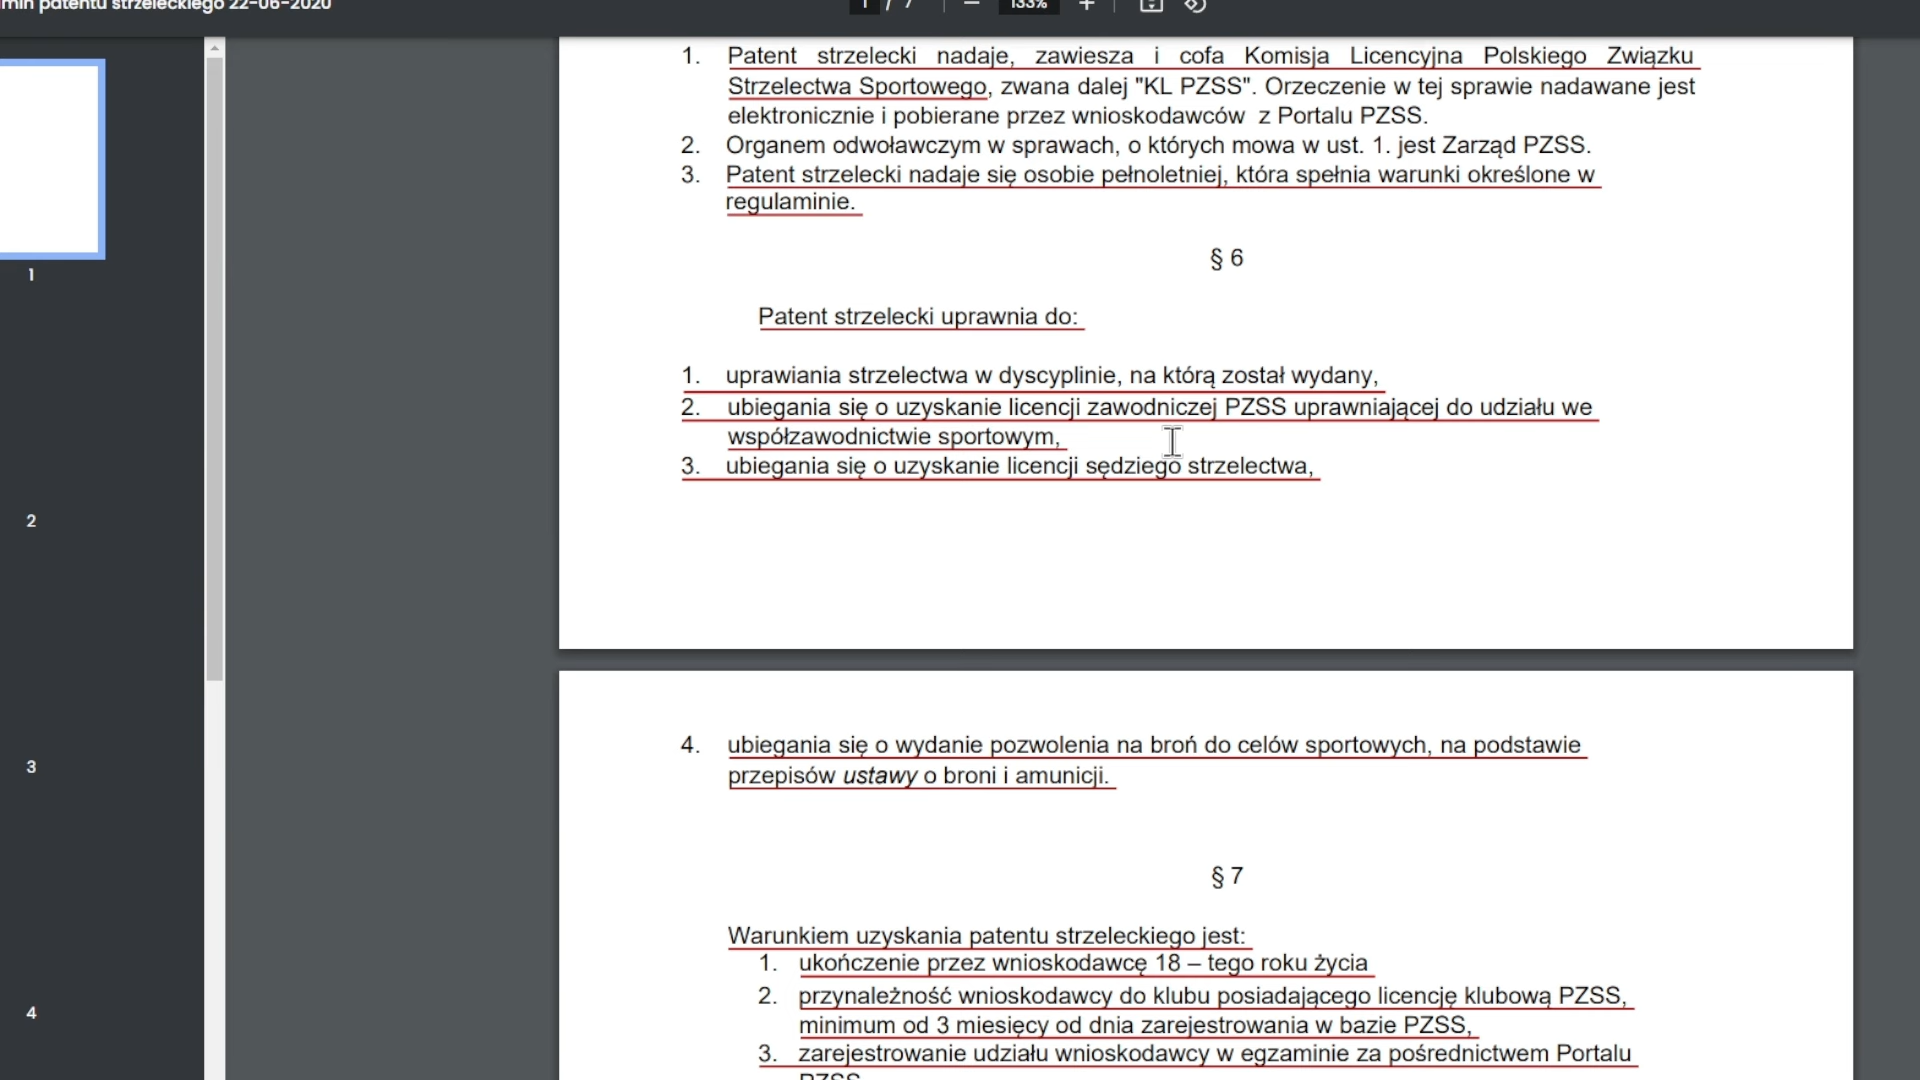 patentu strzeleckiego 22-06-2020
1 / 7
133%
1. Patent strzelecki nadaje, zawiesza i cofa Komisja Licencyjna Polskiego Związku
Strzelectwa Sportowego, zwana dalej "KL PZSS". Orzeczenie w tej sprawie nadawane jest
elektronicznie i pobierane przez wnioskodawców z Portalu PZSS.
2. Organem odwoławczym w sprawach, o których mowa w ust. 1. jest Zarząd PZSS.
3. Patent strzelecki nadaje się osobie pełnoletniej, która spełnia warunki określone w
regulaminie.
§ 6
Patent strzelecki uprawnia do:
1. uprawiania strzelectwa w dyscyplinie, na którą został wydany,
2. ubiegania się o uzyskanie licencji zawodniczej PZSS uprawniającej do udziału we
współzawodnictwie sportowym,
3. ubiegania się o uzyskanie licencji sędziego strzelectwa,
4. ubiegania się o wydanie pozwolenia na broń do celów sportowych, na podstawie
przepisów ustawy o broni i amunicji.
§ 7
Warunkiem uzyskania patentu strzeleckiego jest:
1. ukończenie przez wnioskodawcę 18 – tego roku życia
2. przynależność wnioskodawcy do klubu posiadającego licencję klubową PZSS,
minimum od 3 miesięcy od dnia zarejestrowania w bazie PZSS,
3. zarejestrowanie udziału wnioskodawcy w egzaminie za pośrednictwem Portalu
PZSS
1
2
3
4